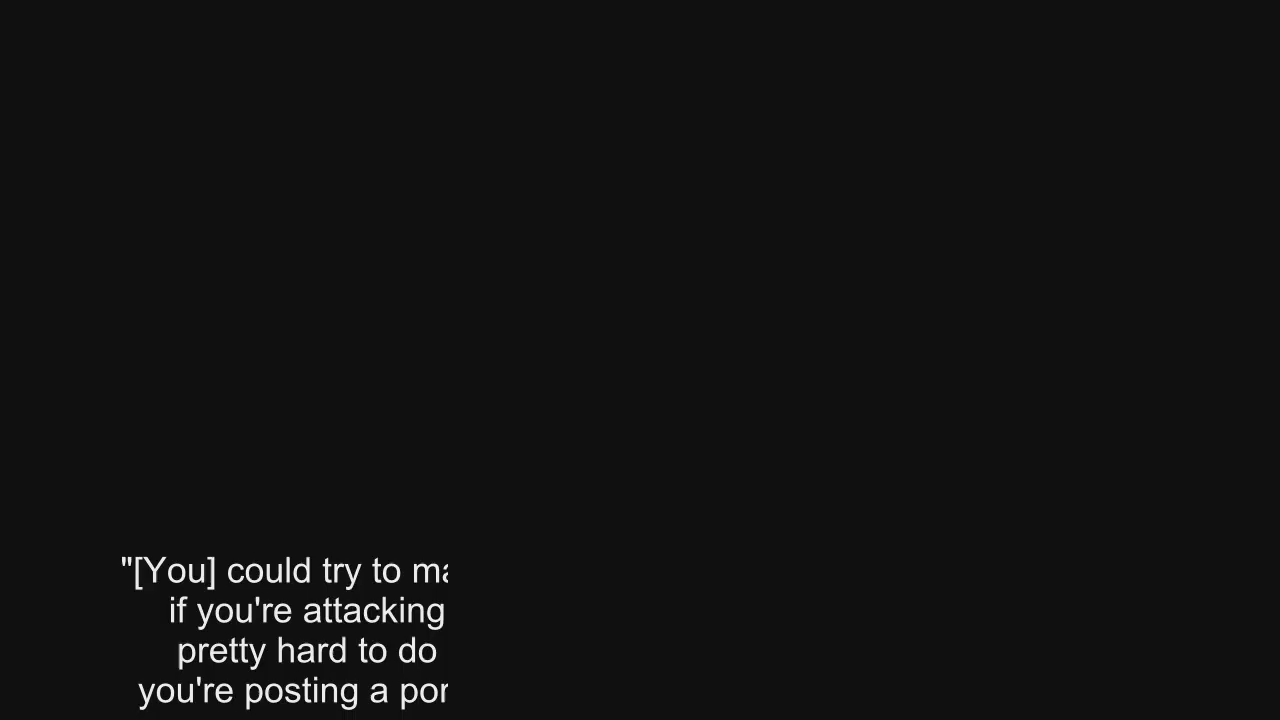 "[You] could try to
if you're attacking
pretty hard to do
you're posting a